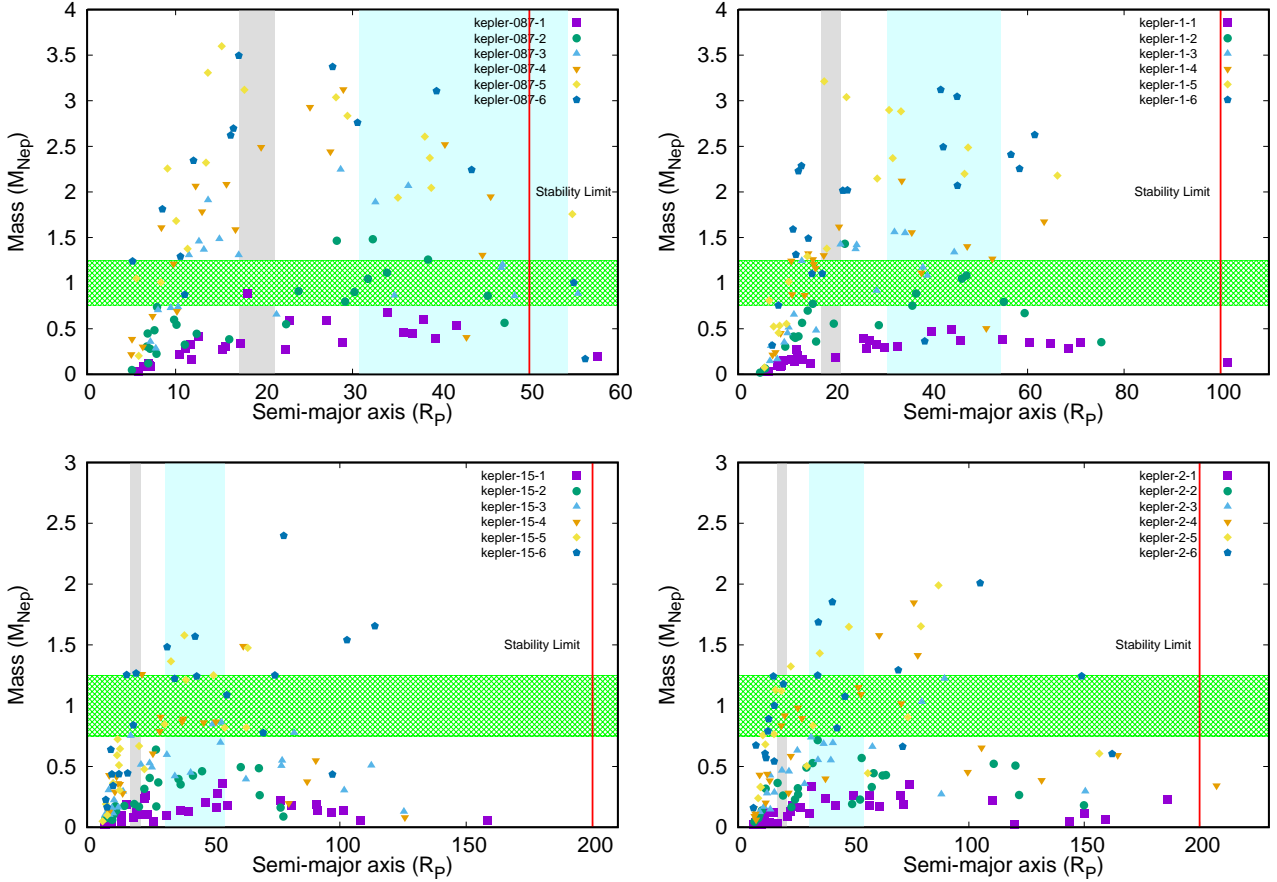 4
3.5
3
2.5
2
1.5
1
0.5
0
Mass (M_Nep)
kepler-087-1
kepler-087-2
kepler-087-3
kepler-087-4
kepler-087-5
kepler-087-6
Stability Limit
0 10 20 30 40 50 60
Semi-major axis (R_P)
4
3.5
3
2.5
2
1.5
1
0.5
0
Mass (M_Nep)
kepler-1-1
kepler-1-2
kepler-1-3
kepler-1-4
kepler-1-5
kepler-1-6
Stability Limit
0 20 40 60 80 100
Semi-major axis (R_P)
3
2.5
2
1.5
1
0.5
0
Mass (M_Nep)
kepler-15-1
kepler-15-2
kepler-15-3
kepler-15-4
kepler-15-5
kepler-15-6
Stability Limit
0 50 100 150 200
Semi-major axis (R_P)
3
2.5
2
1.5
1
0.5
0
Mass (M_Nep)
kepler-2-1
kepler-2-2
kepler-2-3
kepler-2-4
kepler-2-5
kepler-2-6
Stability Limit
0 50 100 150 200
Semi-major axis (R_P)